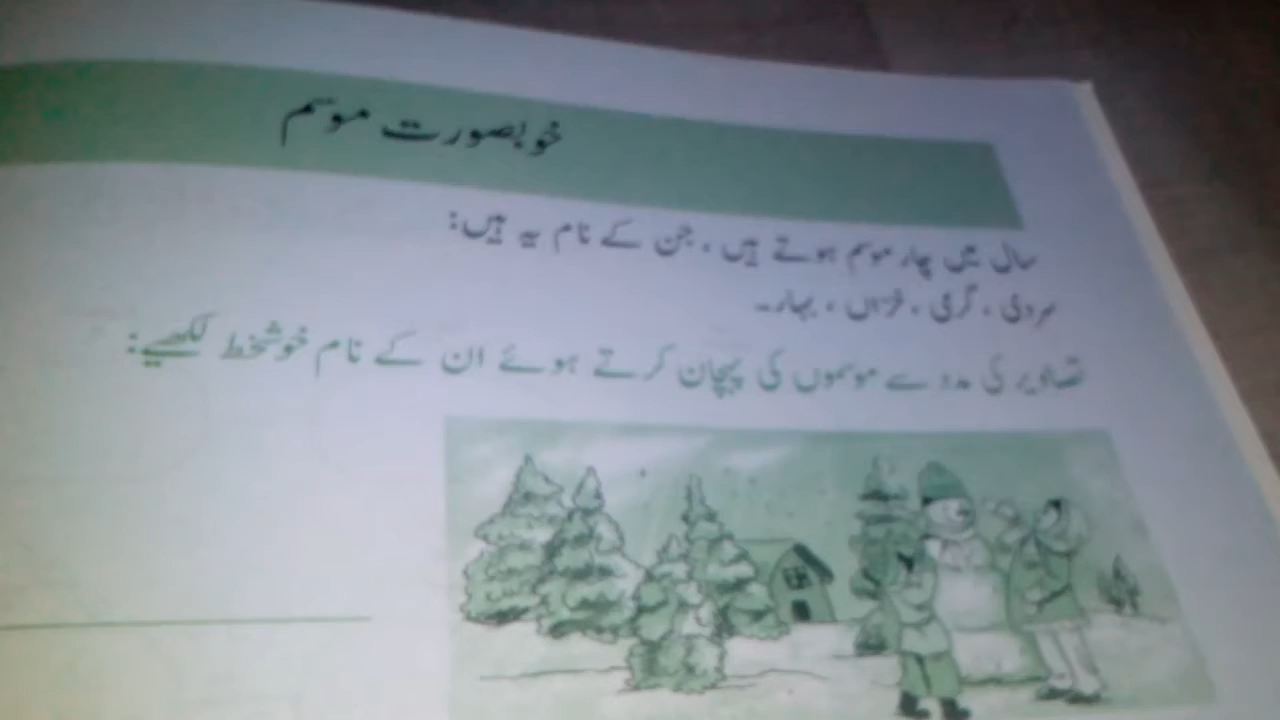 خوبصورت موسم
سال میں چار موسم ہوتے ہیں، جن کے نام یہ ہیں:
سردی، گرمی، خزاں، بہار۔
تصاویر کی مدد سے موسموں کی پہچان کرتے ہوئے ان کے نام خوشخط لکھیے: